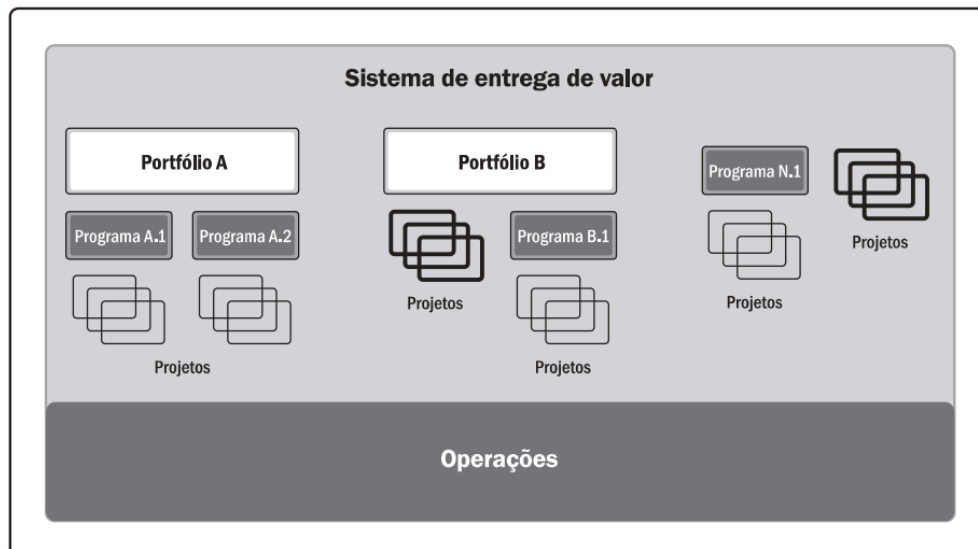 Sistema de entrega de valor
Portfólio A
Portfólio B
Programa N.1
Projetos
Programa A.1
Programa A.2
Programa B.1
Projetos
Projetos
Projetos
Projetos
Operações